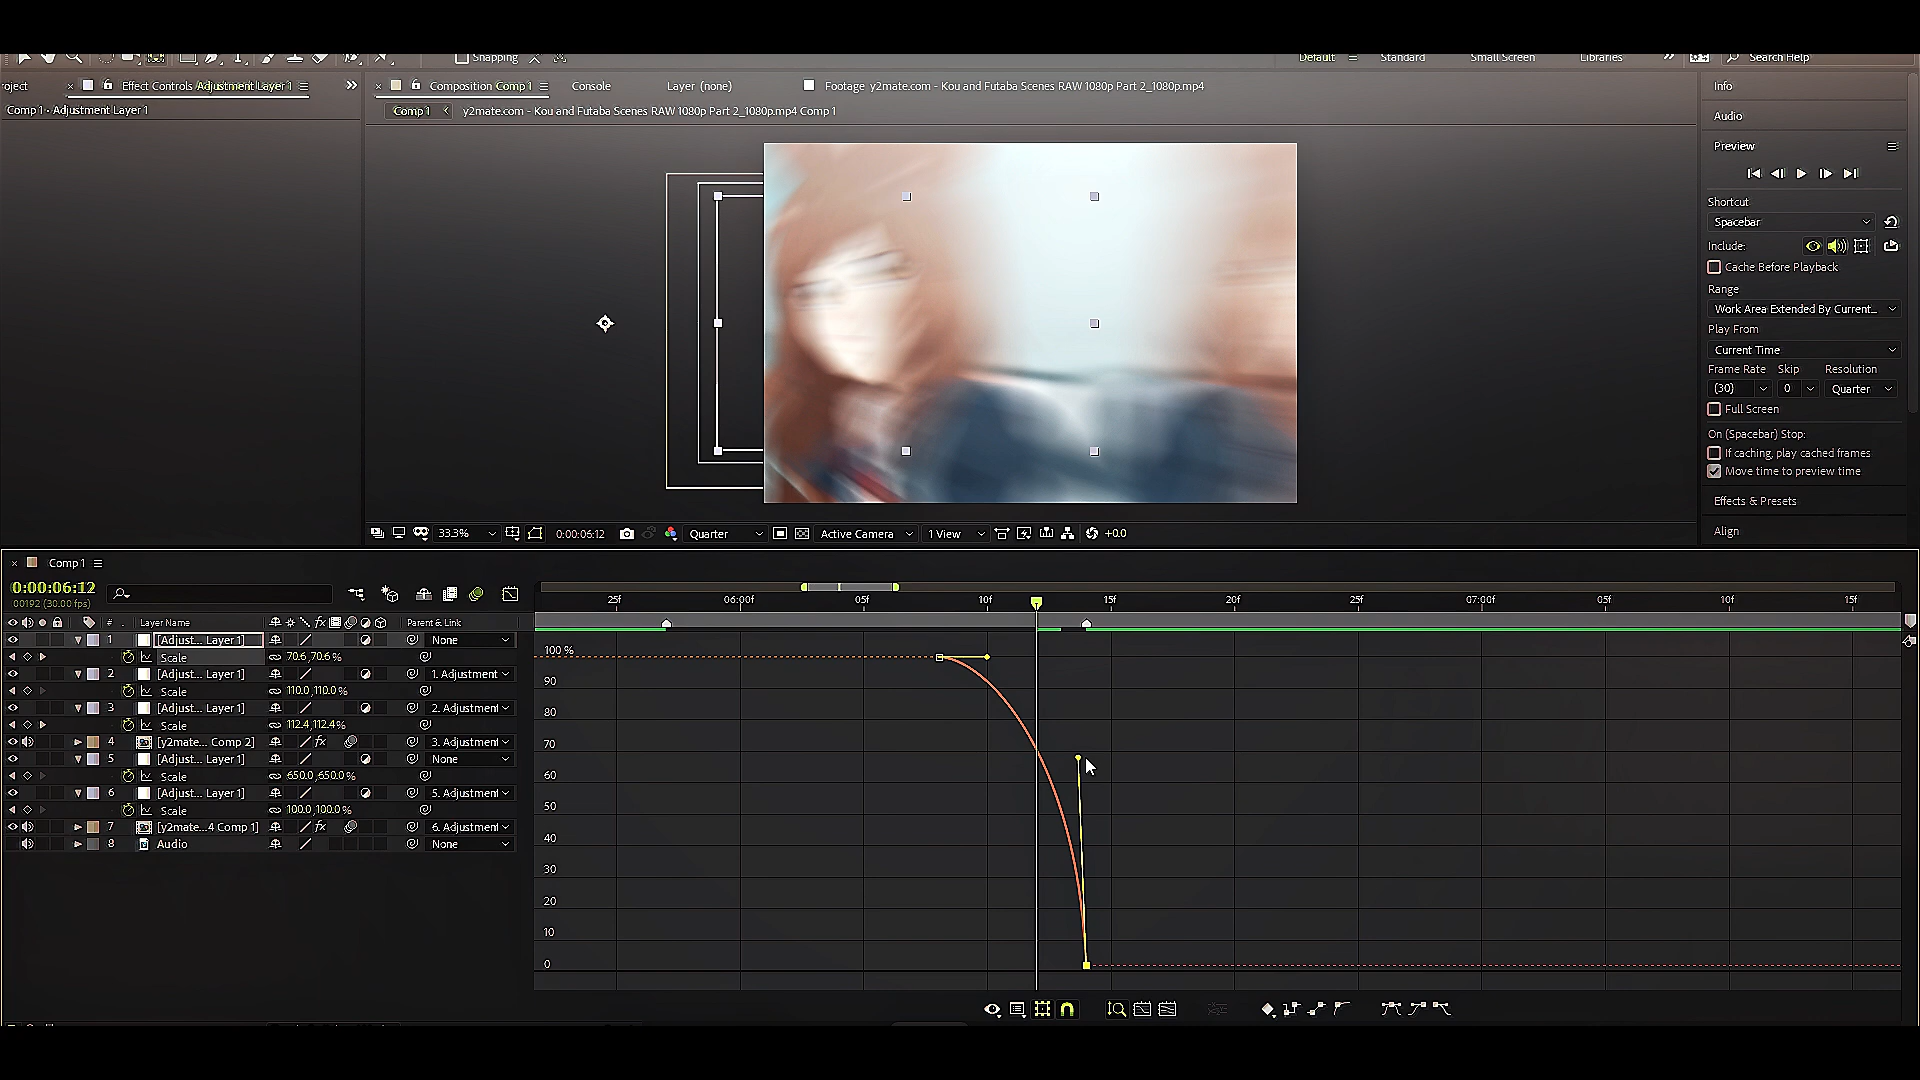 Snapping
Default
Standard
Small Screen
Libraries
Search Help
oject
Effect Controls Adjustment Layer 1
Composition Comp 1
Console
Layer (none)
Footage y2mate.com - Kou and Futaba Scenes RAW 1080p Part 2_1080p.mp4
Info
Comp 1 · Adjustment Layer 1
Comp 1
y2mate.com - Kou and Futaba Scenes RAW 1080p Part 2_1080p.mp4 Comp 1
Audio
Preview
Shortcut
Spacebar
Include:
Cache Before Playback
Range
Work Area Extended By Current...
Play From
Current Time
Frame Rate Skip Resolution
(30) 0 Quarter
Full Screen
On (Spacebar) Stop:
If caching, play cached frames
Move time to preview time
Effects & Presets
Align
33.3% 0:00:06:12 Quarter Active Camera 1 View +0.0
Comp 1
0:00:06:12
00192 (30.00 fps)
25f 06:00f 05f 10f 15f 20f 25f 07:00f 05f 10f 15f
# . Layer Name fx Parent & Link
1 [Adjust... Layer 1] None
Scale 70.6,70.6%
2 [Adjust... Layer 1] 1. Adjustment
Scale 110.0,110.0%
3 [Adjust... Layer 1] 2. Adjustment
Scale 112.4,112.4%
4 [y2mate... Comp 2] fx 3. Adjustment
5 [Adjust... Layer 1] None
Scale 650.0,650.0%
6 [Adjust... Layer 1] 5. Adjustment
Scale 100.0,100.0%
7 [y2mate...4 Comp 1] fx 6. Adjustment
8 Audio None
100 %
90
80
70
60
50
40
30
20
10
0